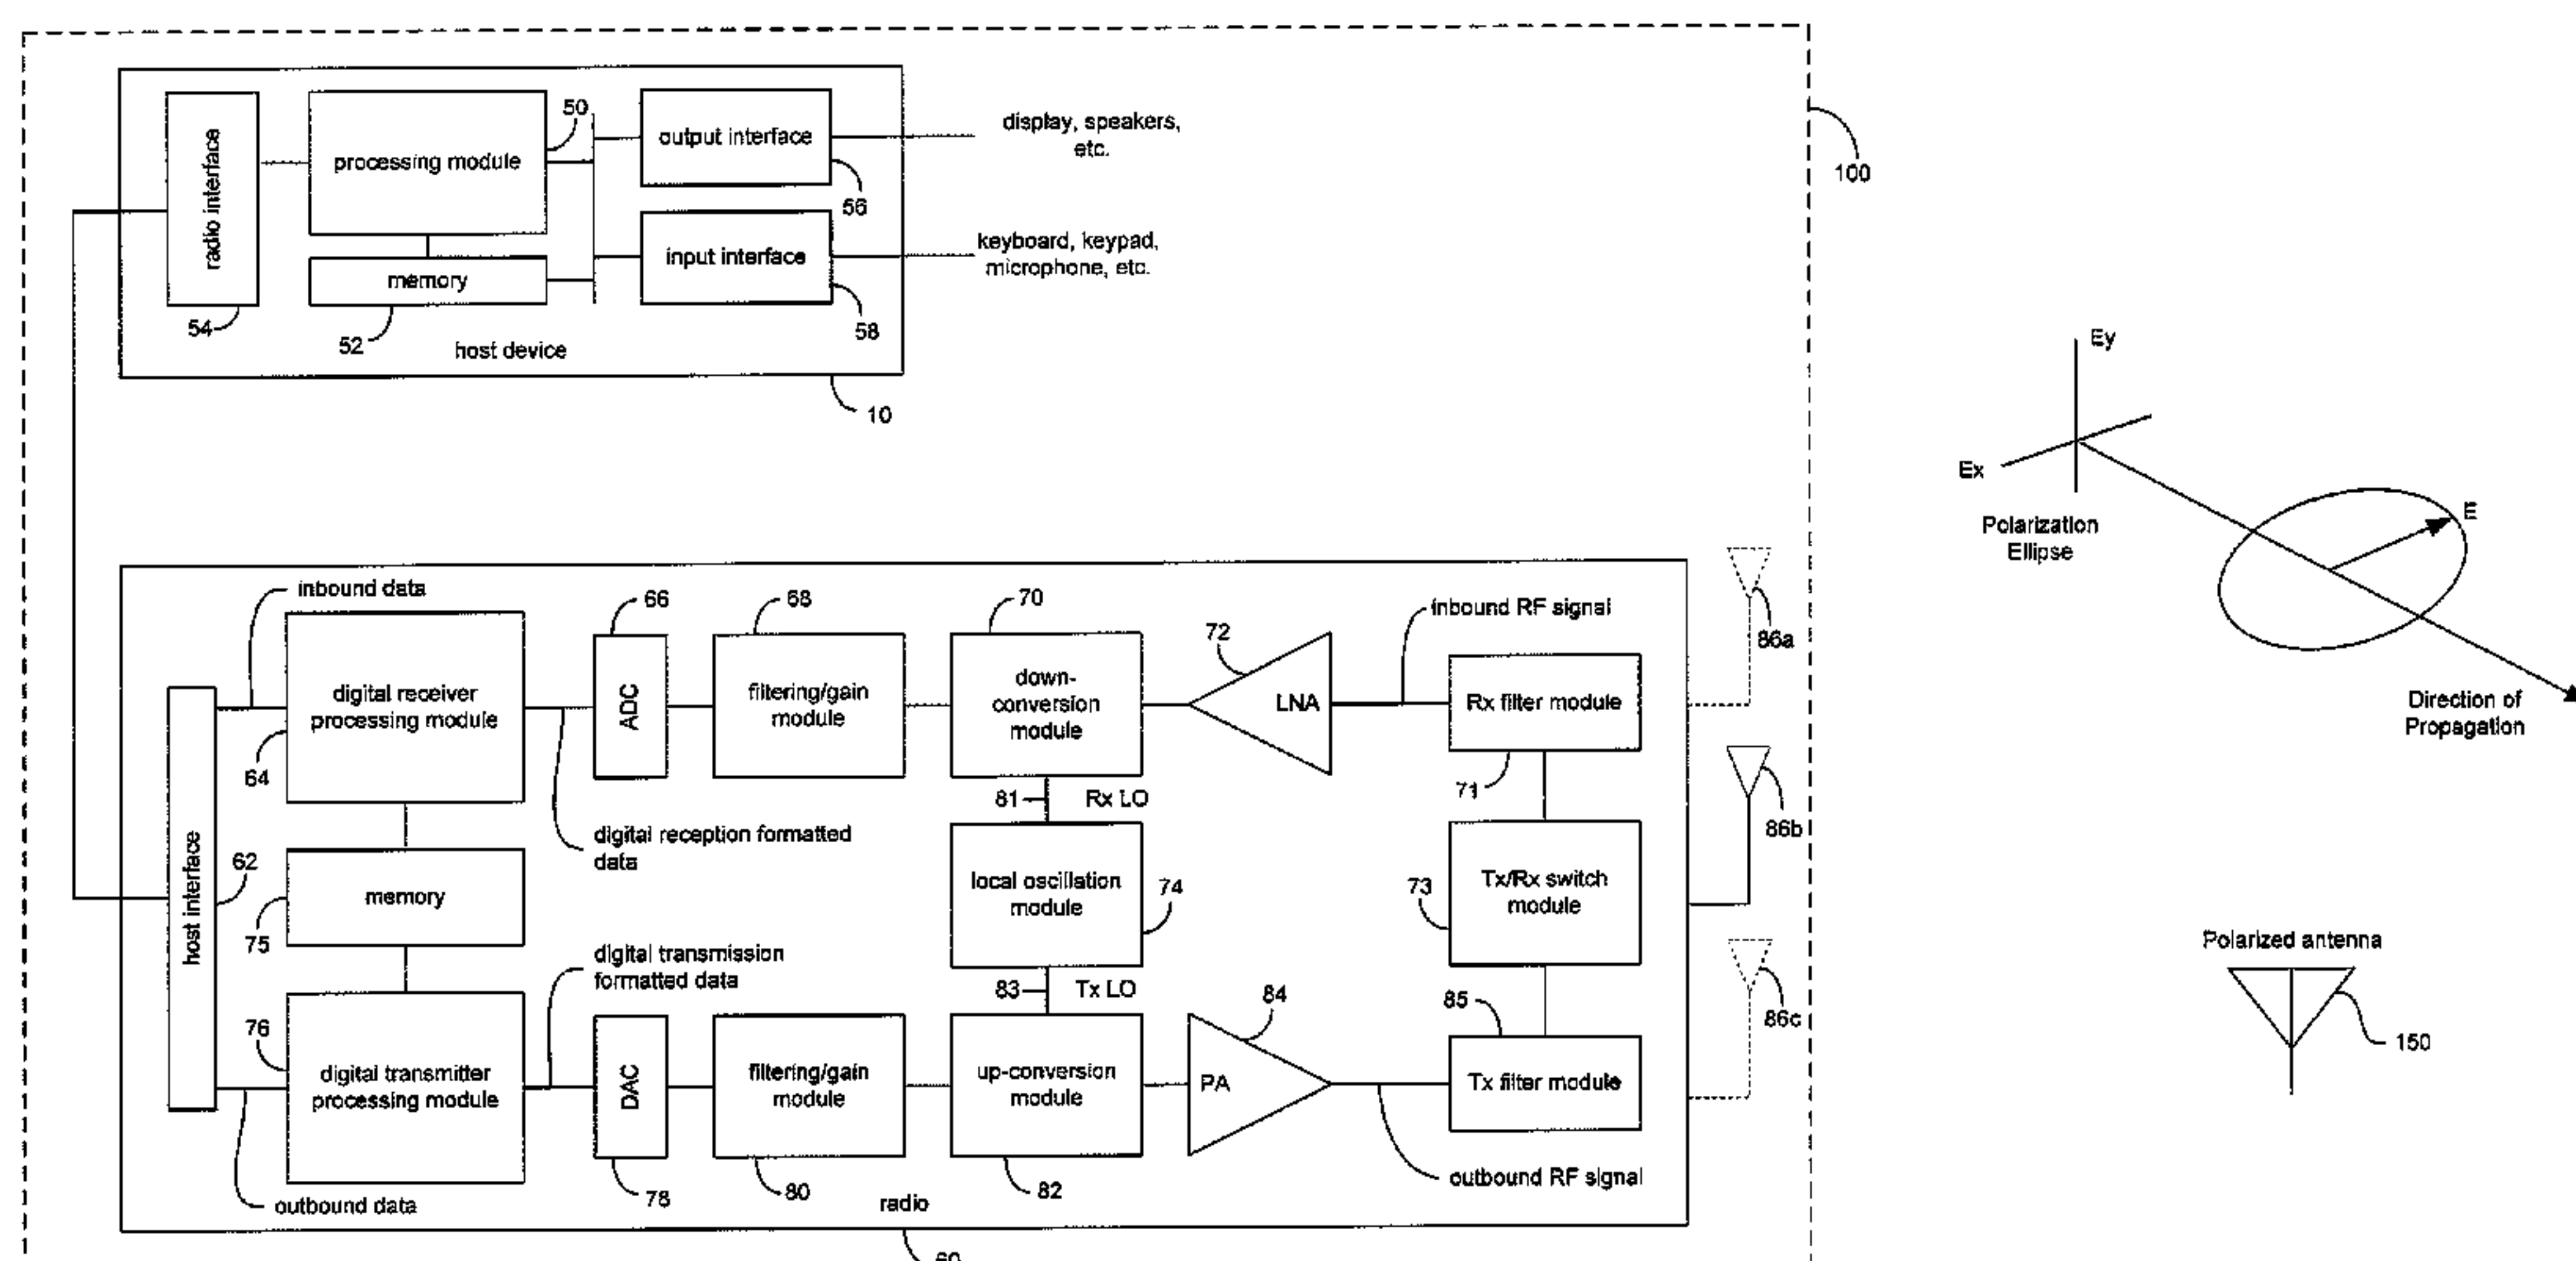 50
radio interface
processing module
output interface
display, speakers,
etc.
56
100
input interface
keyboard, keypad,
microphone, etc.
memory
54
52
58
host device
10
Ey
Ex
Polarization
Ellipse
E
Direction of
Propagation
inbound data
66
68
70
72
inbound RF signal
86a
digital receiver
processing module
ADC
filtering/gain
module
down-
conversion
module
LNA
Rx filter module
64
71
81
Rx LO
86b
digital reception formatted
data
host interface
62
memory
75
local oscillation
module
74
73
Tx/Rx switch
module
Polarized antenna
150
digital transmission
formatted data
83
Tx LO
84
85
86c
76
digital transmitter
processing module
DAC
filtering/gain
module
up-conversion
module
PA
Tx filter module
outbound data
78
80
82
outbound RF signal
radio